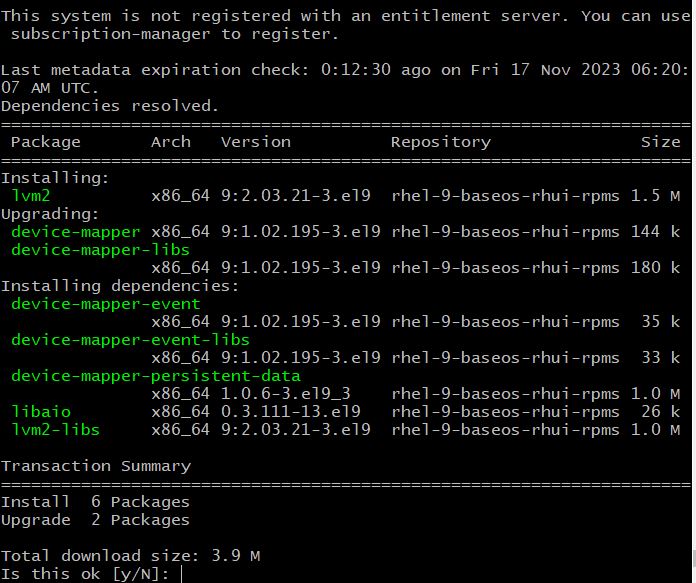 This system is not registered with an entitlement server. You can use
 subscription-manager to register.

Last metadata expiration check: 0:12:30 ago on Fri 17 Nov 2023 06:20:
07 AM UTC.
Dependencies resolved.
=====================================================================
 Package       Arch   Version          Repository               Size
=====================================================================
Installing:
 lvm2          x86_64 9:2.03.21-3.el9  rhel-9-baseos-rhui-rpms 1.5 M
Upgrading:
 device-mapper x86_64 9:1.02.195-3.el9 rhel-9-baseos-rhui-rpms 144 k
 device-mapper-libs
               x86_64 9:1.02.195-3.el9 rhel-9-baseos-rhui-rpms 180 k
Installing dependencies:
 device-mapper-event
               x86_64 9:1.02.195-3.el9 rhel-9-baseos-rhui-rpms  35 k
 device-mapper-event-libs
               x86_64 9:1.02.195-3.el9 rhel-9-baseos-rhui-rpms  33 k
 device-mapper-persistent-data
               x86_64 1.0.6-3.el9_3    rhel-9-baseos-rhui-rpms 1.0 M
 libaio        x86_64 0.3.111-13.el9   rhel-9-baseos-rhui-rpms  26 k
 lvm2-libs     x86_64 9:2.03.21-3.el9  rhel-9-baseos-rhui-rpms 1.0 M

Transaction Summary
=====================================================================
Install  6 Packages
Upgrade  2 Packages

Total download size: 3.9 M
Is this ok [y/N]: